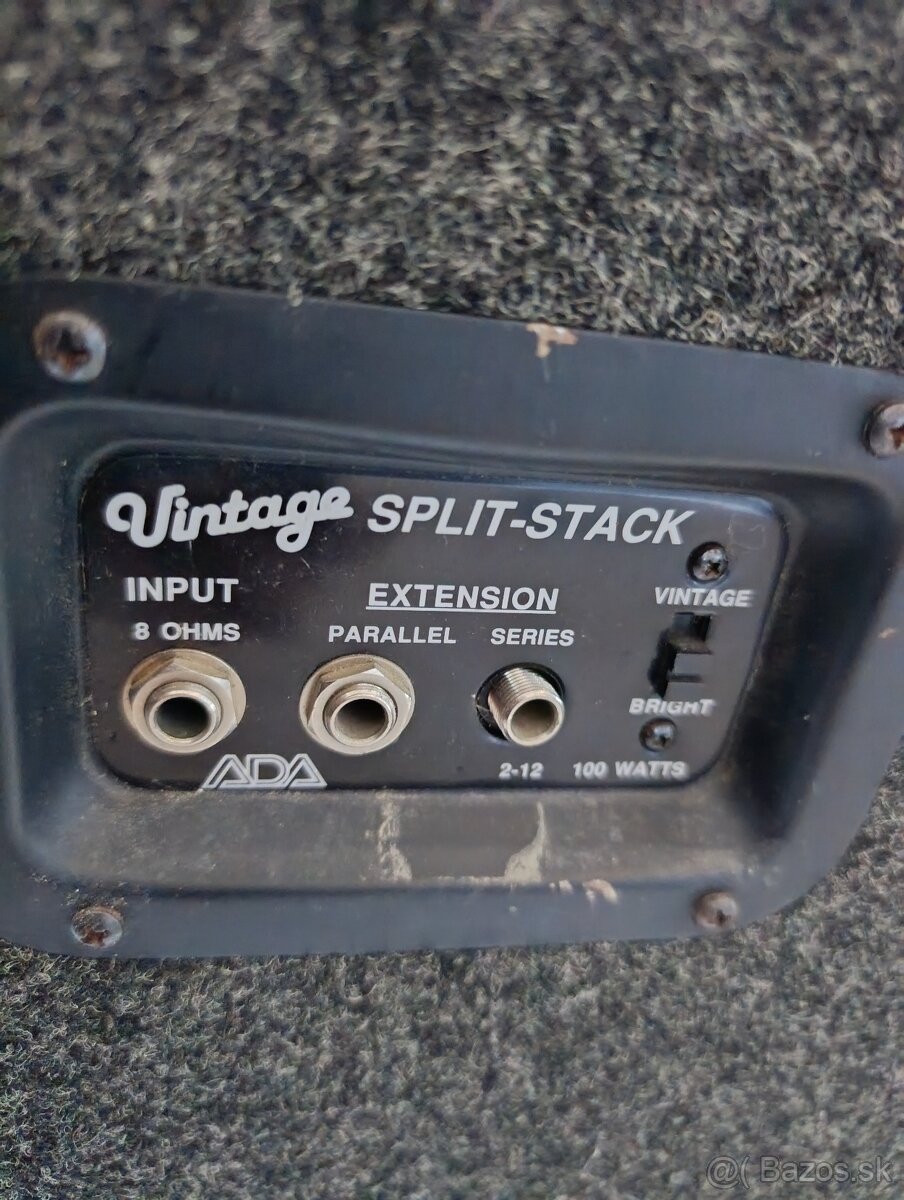 Vintage SPLIT-STACK
INPUT
8 OHMS
EXTENSION
PARALLEL SERIES
VINTAGE
BRIGHT
ADA
2-12 100 WATTS
@( Bazos.sk